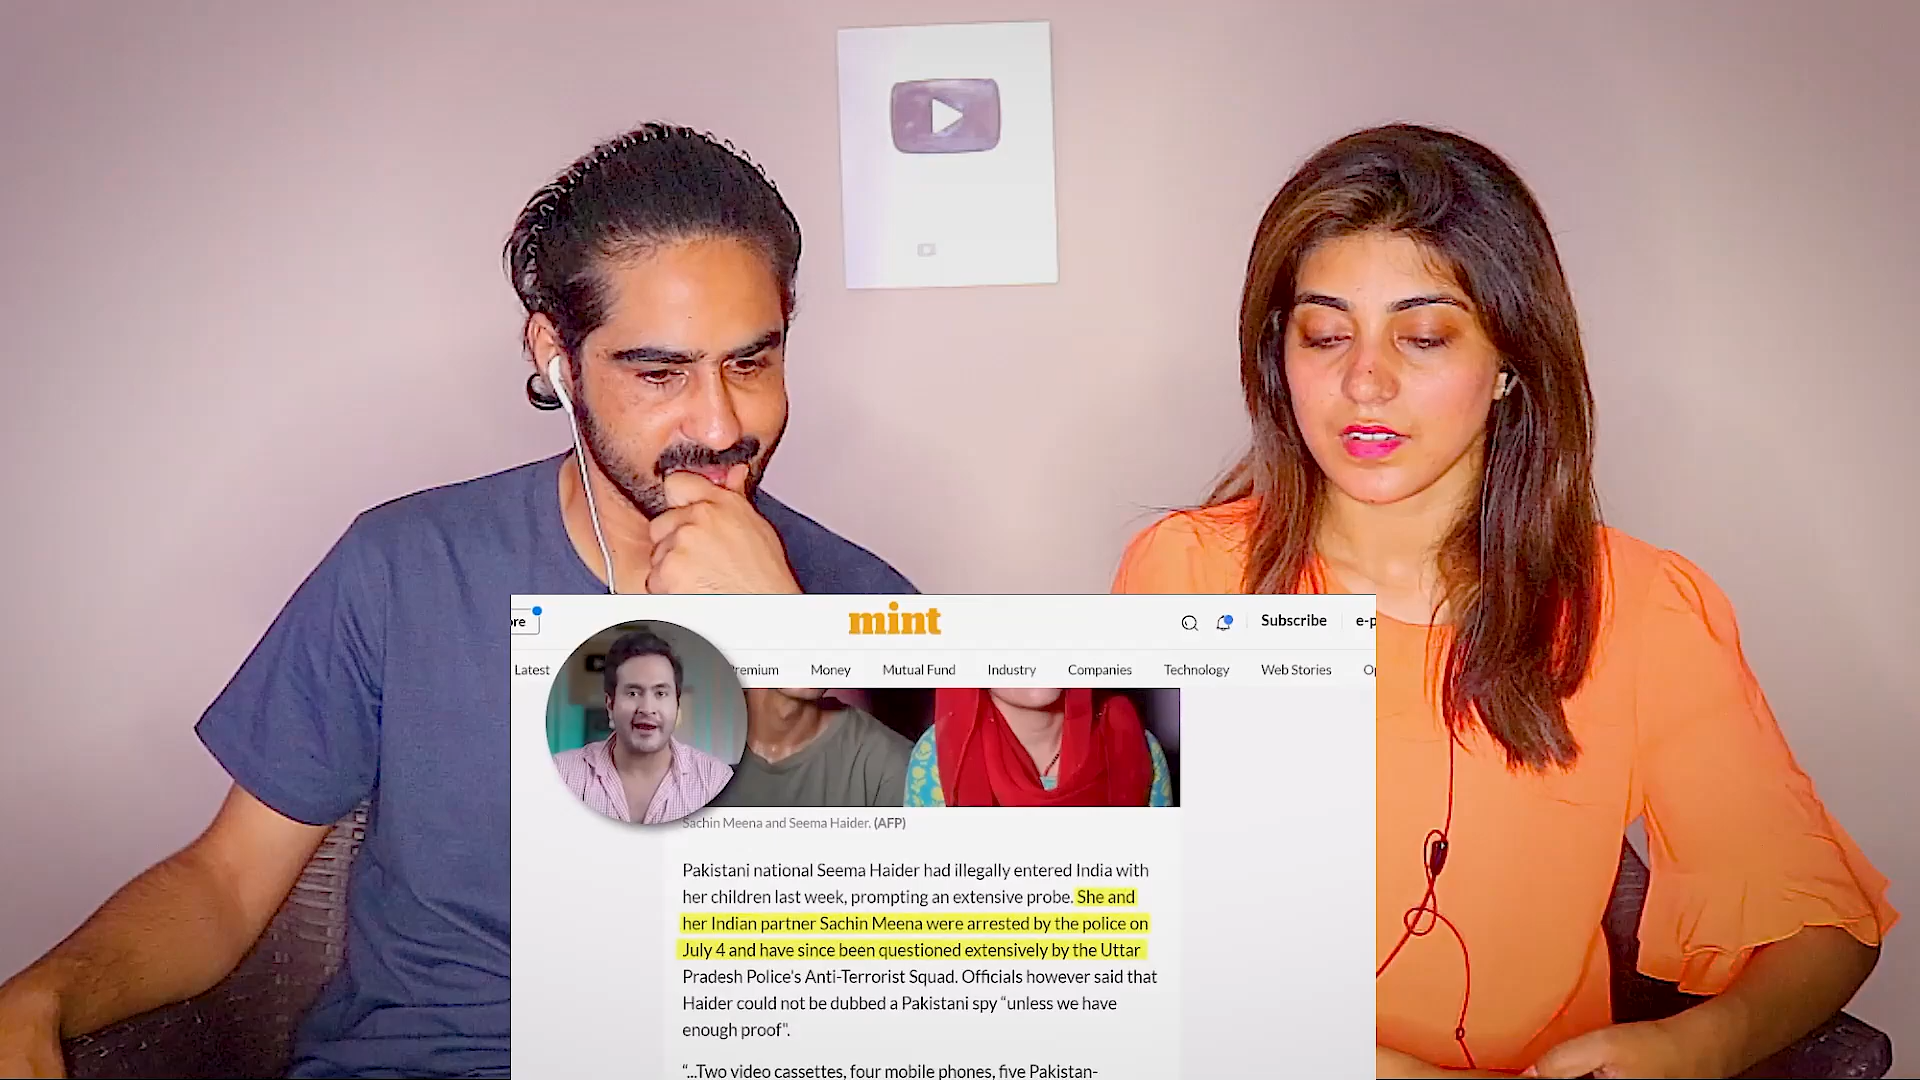 ore
mint
Subscribe
e-p
Latest
Premium
Money
Mutual Fund
Industry
Companies
Technology
Web Stories
Op
Sachin Meena and Seema Haider. (AFP)
Pakistani national Seema Haider had illegally entered India with
her children last week, prompting an extensive probe. She and
her Indian partner Sachin Meena were arrested by the police on
July 4 and have since been questioned extensively by the Uttar
Pradesh Police's Anti-Terrorist Squad. Officials however said that
Haider could not be dubbed a Pakistani spy “unless we have
enough proof”.
“...Two video cassettes, four mobile phones, five Pakistan-